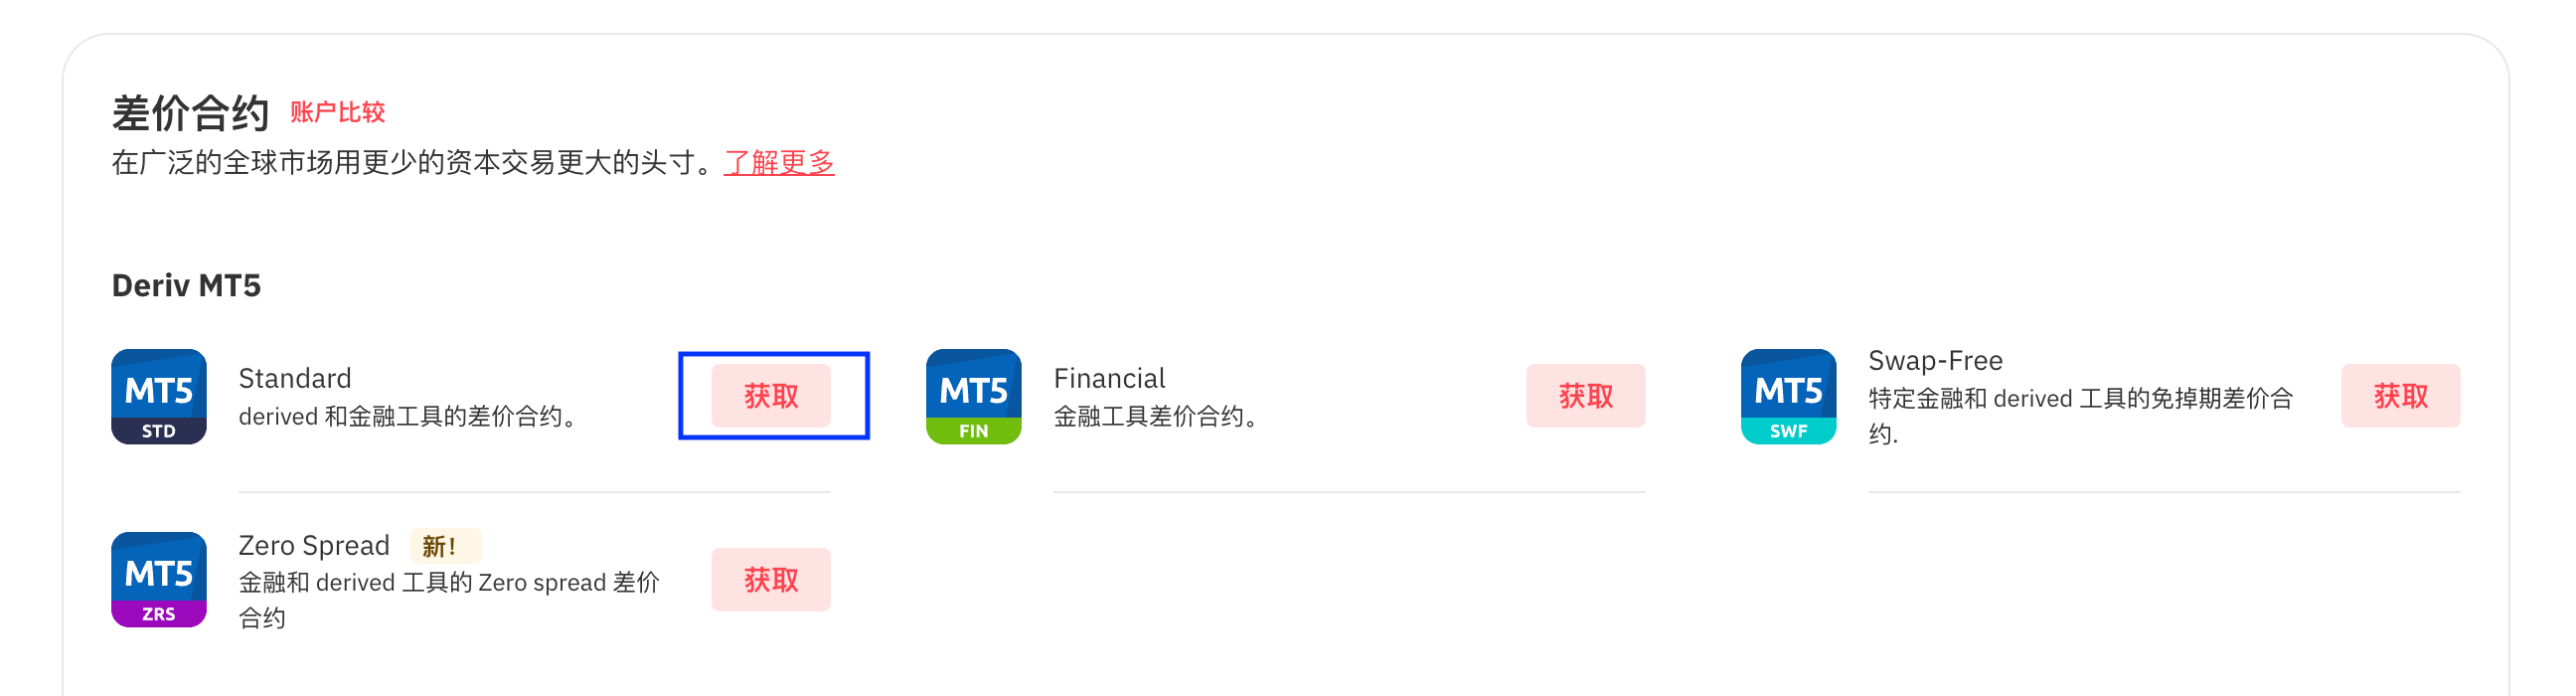 差价合约 账户比较
在广泛的全球市场用更少的资本交易更大的头寸。了解更多
Deriv MT5
MT5
STD
Standard
derived 和金融工具的差价合约。
获取
MT5
FIN
Financial
金融工具差价合约。
获取
MT5
SWF
Swap-Free
特定金融和 derived 工具的免掉期差价合
约.
获取
MT5
ZRS
Zero Spread 新!
金融和 derived 工具的 Zero spread 差价
合约
获取